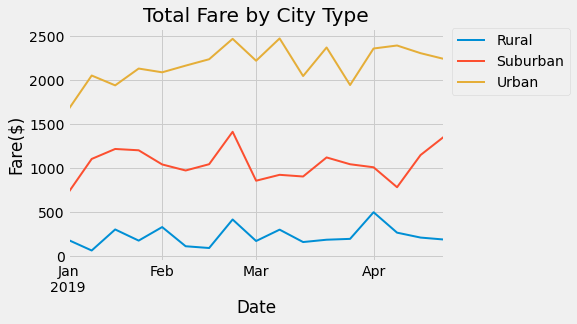 Total Fare by City Type
Rural
Suburban
Urban
Fare($)
2500
2000
1500
1000
500
0
Jan Feb Mar Apr
2019
Date